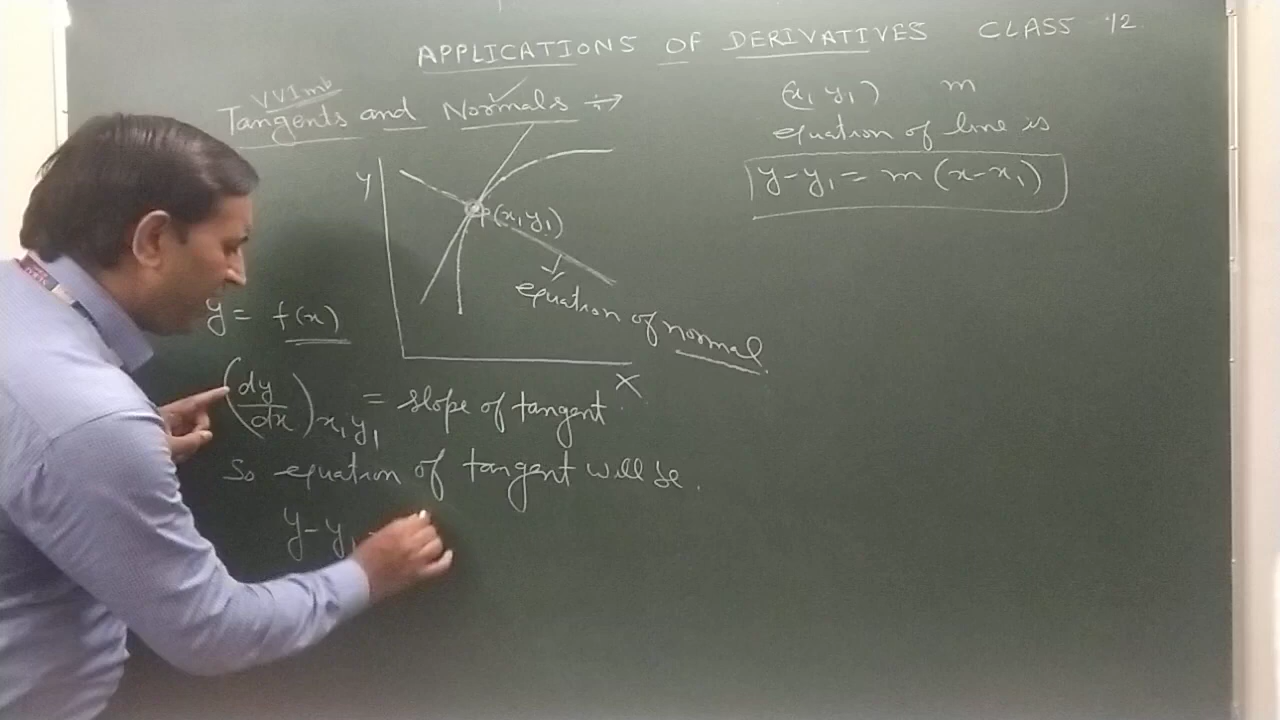 APPLICATIONS OF DERIVATIVES CLASS 12
VVImb
Tangents and Normals ÷→
(x₁ y₁) m
equation of line is
y-y₁ = m (x-x₁)
y
P(x₁ y₁)
equation of normal
x
y = f(x)
(dy/dx)x₁ y₁ = slope of tangent
So equation of tangent will be.
y-y₁ =